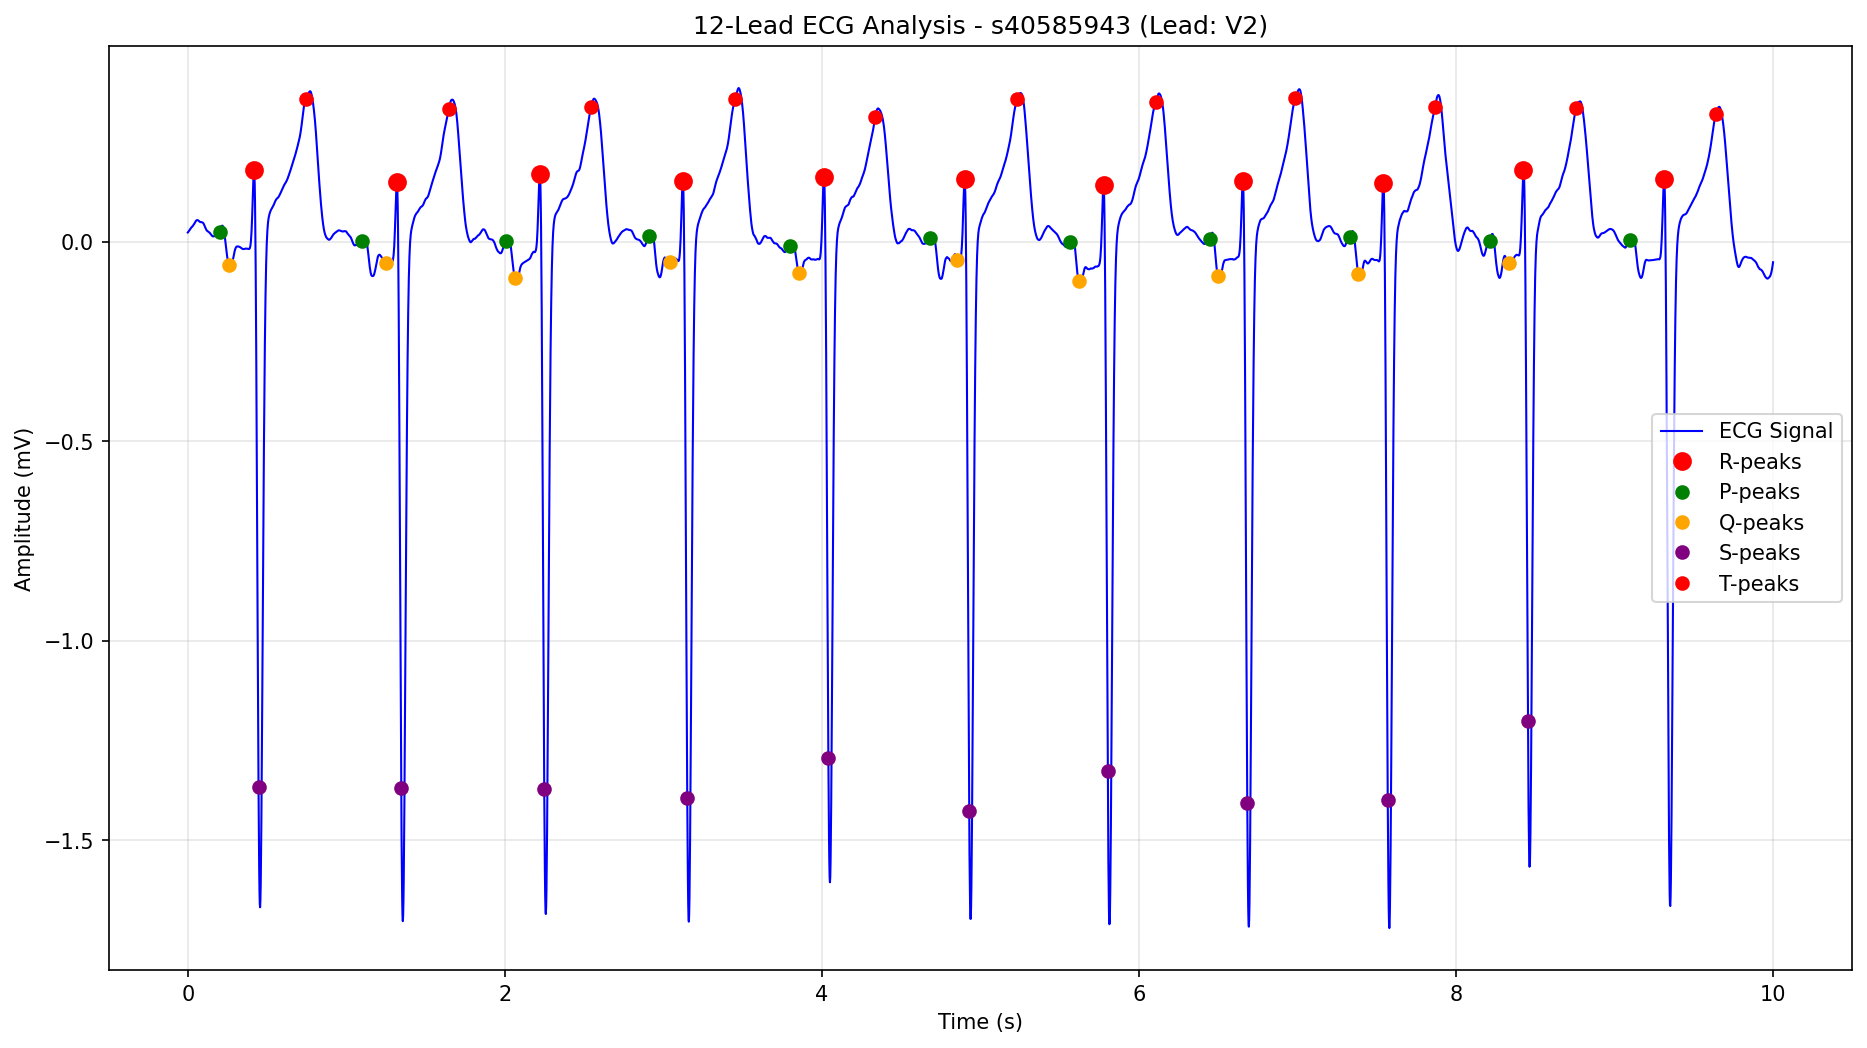 12-Lead ECG Analysis - s40585943 (Lead: V2)
Amplitude (mV)
0.0
−0.5
−1.0
−1.5
ECG Signal
R-peaks
P-peaks
Q-peaks
S-peaks
T-peaks
0 2 4 6 8 10
Time (s)